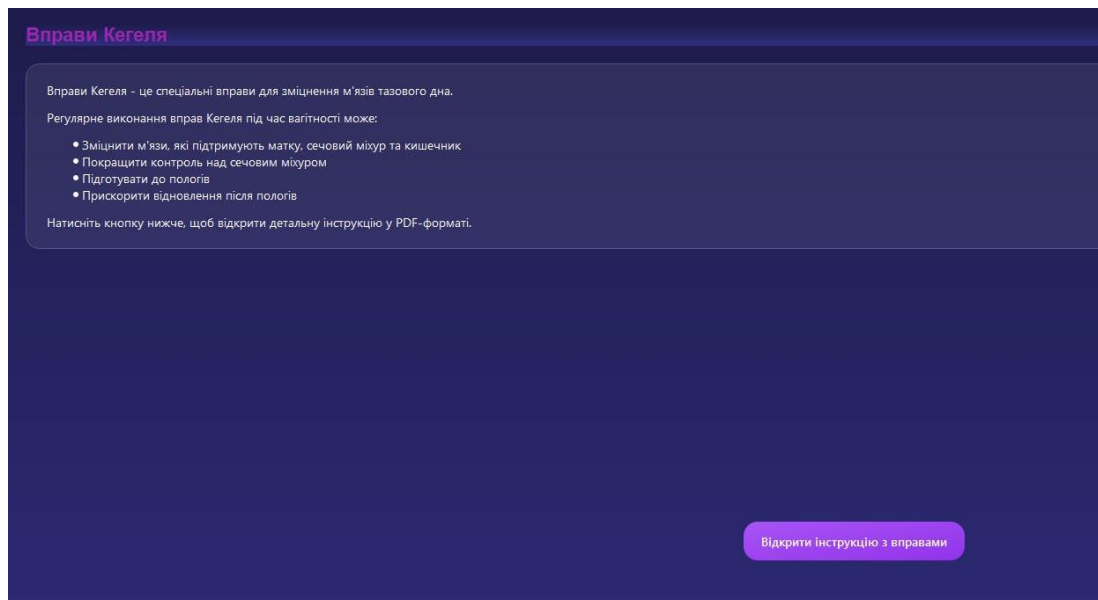 Вправи Кегеля
Вправи Кегеля - це спеціальні вправи для зміцнення м'язів тазового дна.
Регулярне виконання вправ Кегеля під час вагітності може:
• Зміцнити м'язи, які підтримують матку, сечовий міхур та кишечник
• Покращити контроль над сечовим міхуром
• Підготувати до пологів
• Прискорити відновлення після пологів
Натисніть кнопку нижче, щоб відкрити детальну інструкцію у PDF-форматі.
Відкрити інструкцію з вправами